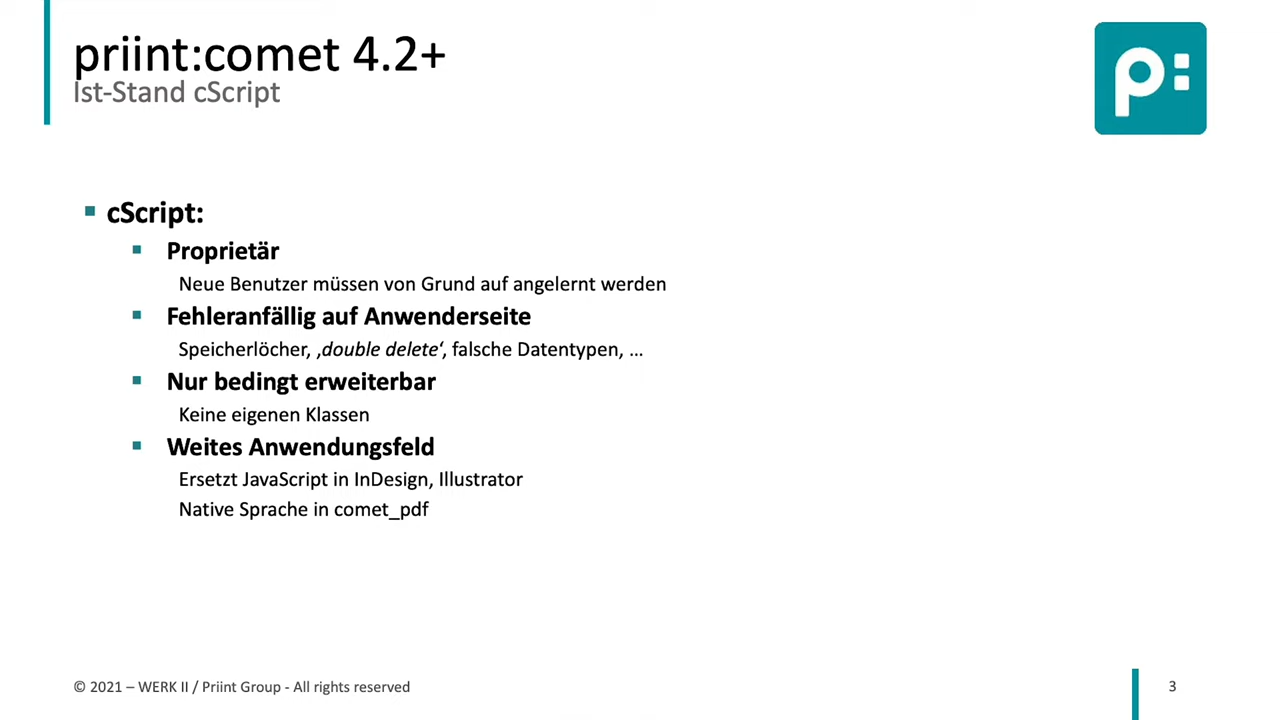 priint:comet 4.2+
Ist-Stand cScript
p:
cScript:
Proprietär
Neue Benutzer müssen von Grund auf angelernt werden
Fehleranfällig auf Anwenderseite
Speicherlöcher, ‚double delete‘, falsche Datentypen, ...
Nur bedingt erweiterbar
Keine eigenen Klassen
Weites Anwendungsfeld
Ersetzt JavaScript in InDesign, Illustrator
Native Sprache in comet_pdf
© 2021 – WERK II / Priint Group - All rights reserved
3